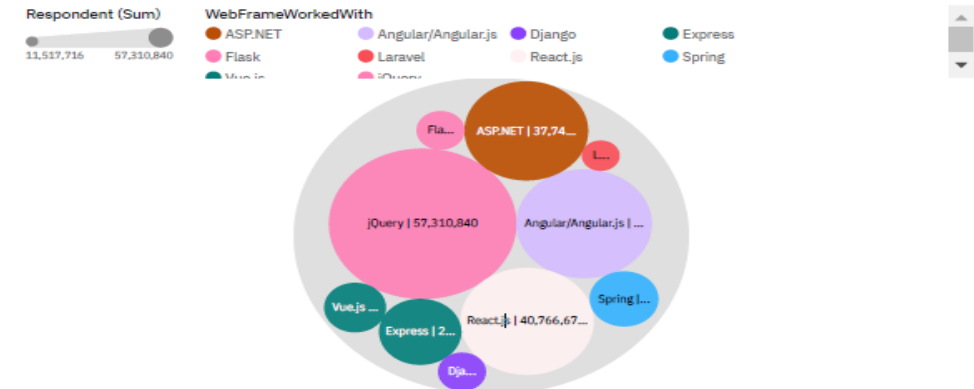 Respondent (Sum)
11,517,716 57,310,840
WebFrameWorkedWith
ASP.NET Angular/Angular.js Django Express
Flask Laravel React.js Spring
Vue.js jQuery
Fla...
ASP.NET | 37,74...
L...
jQuery | 57,310,840
Angular/Angular.js | ...
Spring |...
Vue.js ...
Express | 2...
React.js | 40,766,67...
Dja...